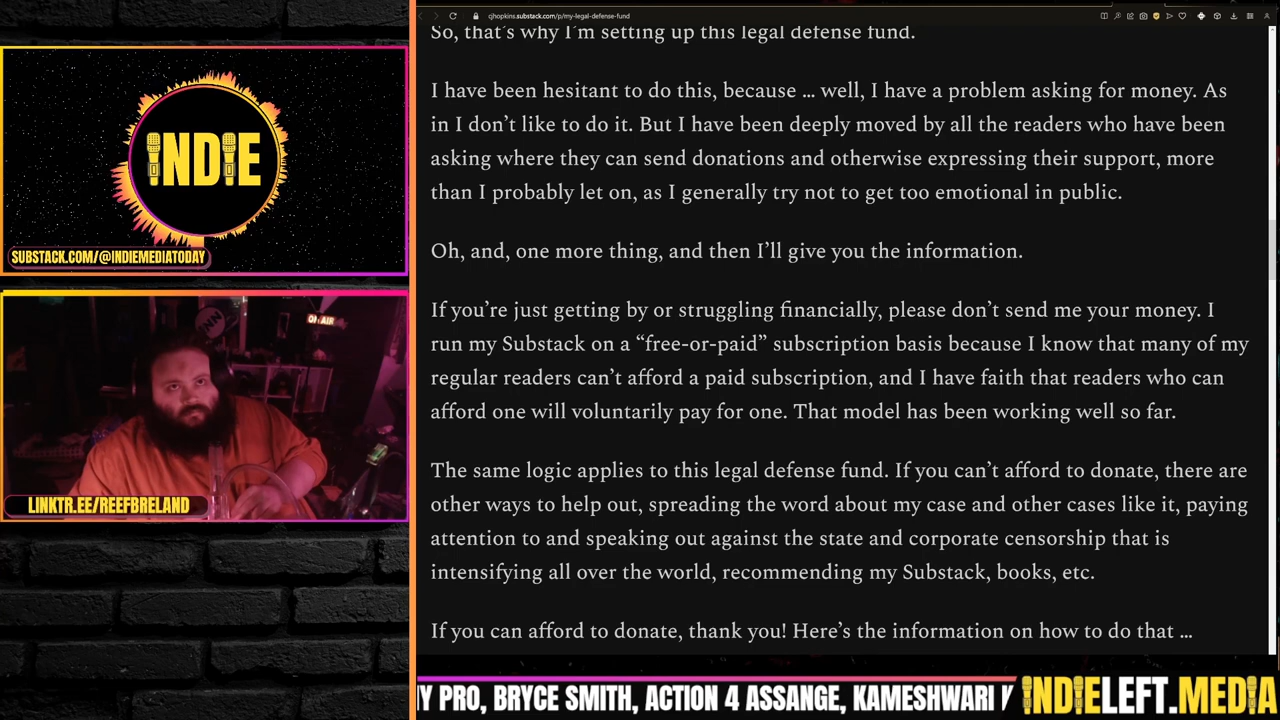 cjhopkins.substack.com/p/my-legal-defense-fund
So, that's why I'm setting up this legal defense fund.
I have been hesitant to do this, because ... well, I have a problem asking for money. As
in I don't like to do it. But I have been deeply moved by all the readers who have been
asking where they can send donations and otherwise expressing their support, more
than I probably let on, as I generally try not to get too emotional in public.
Oh, and, one more thing, and then I'll give you the information.
If you're just getting by or struggling financially, please don't send me your money. I
run my Substack on a “free-or-paid” subscription basis because I know that many of my
regular readers can't afford a paid subscription, and I have faith that readers who can
afford one will voluntarily pay for one. That model has been working well so far.
The same logic applies to this legal defense fund. If you can't afford to donate, there are
other ways to help out, spreading the word about my case and other cases like it, paying
attention to and speaking out against the state and corporate censorship that is
intensifying all over the world, recommending my Substack, books, etc.
If you can afford to donate, thank you! Here's the information on how to do that ...
INDIE
SUBSTACK.COM/@INDIEMEDIATODAY
ON AIR
LINKTR.EE/REEFBRELAND
PRO, BRYCE SMITH, ACTION 4 ASSANGE, KAMESHWARI
INDIELEFT.MEDIA